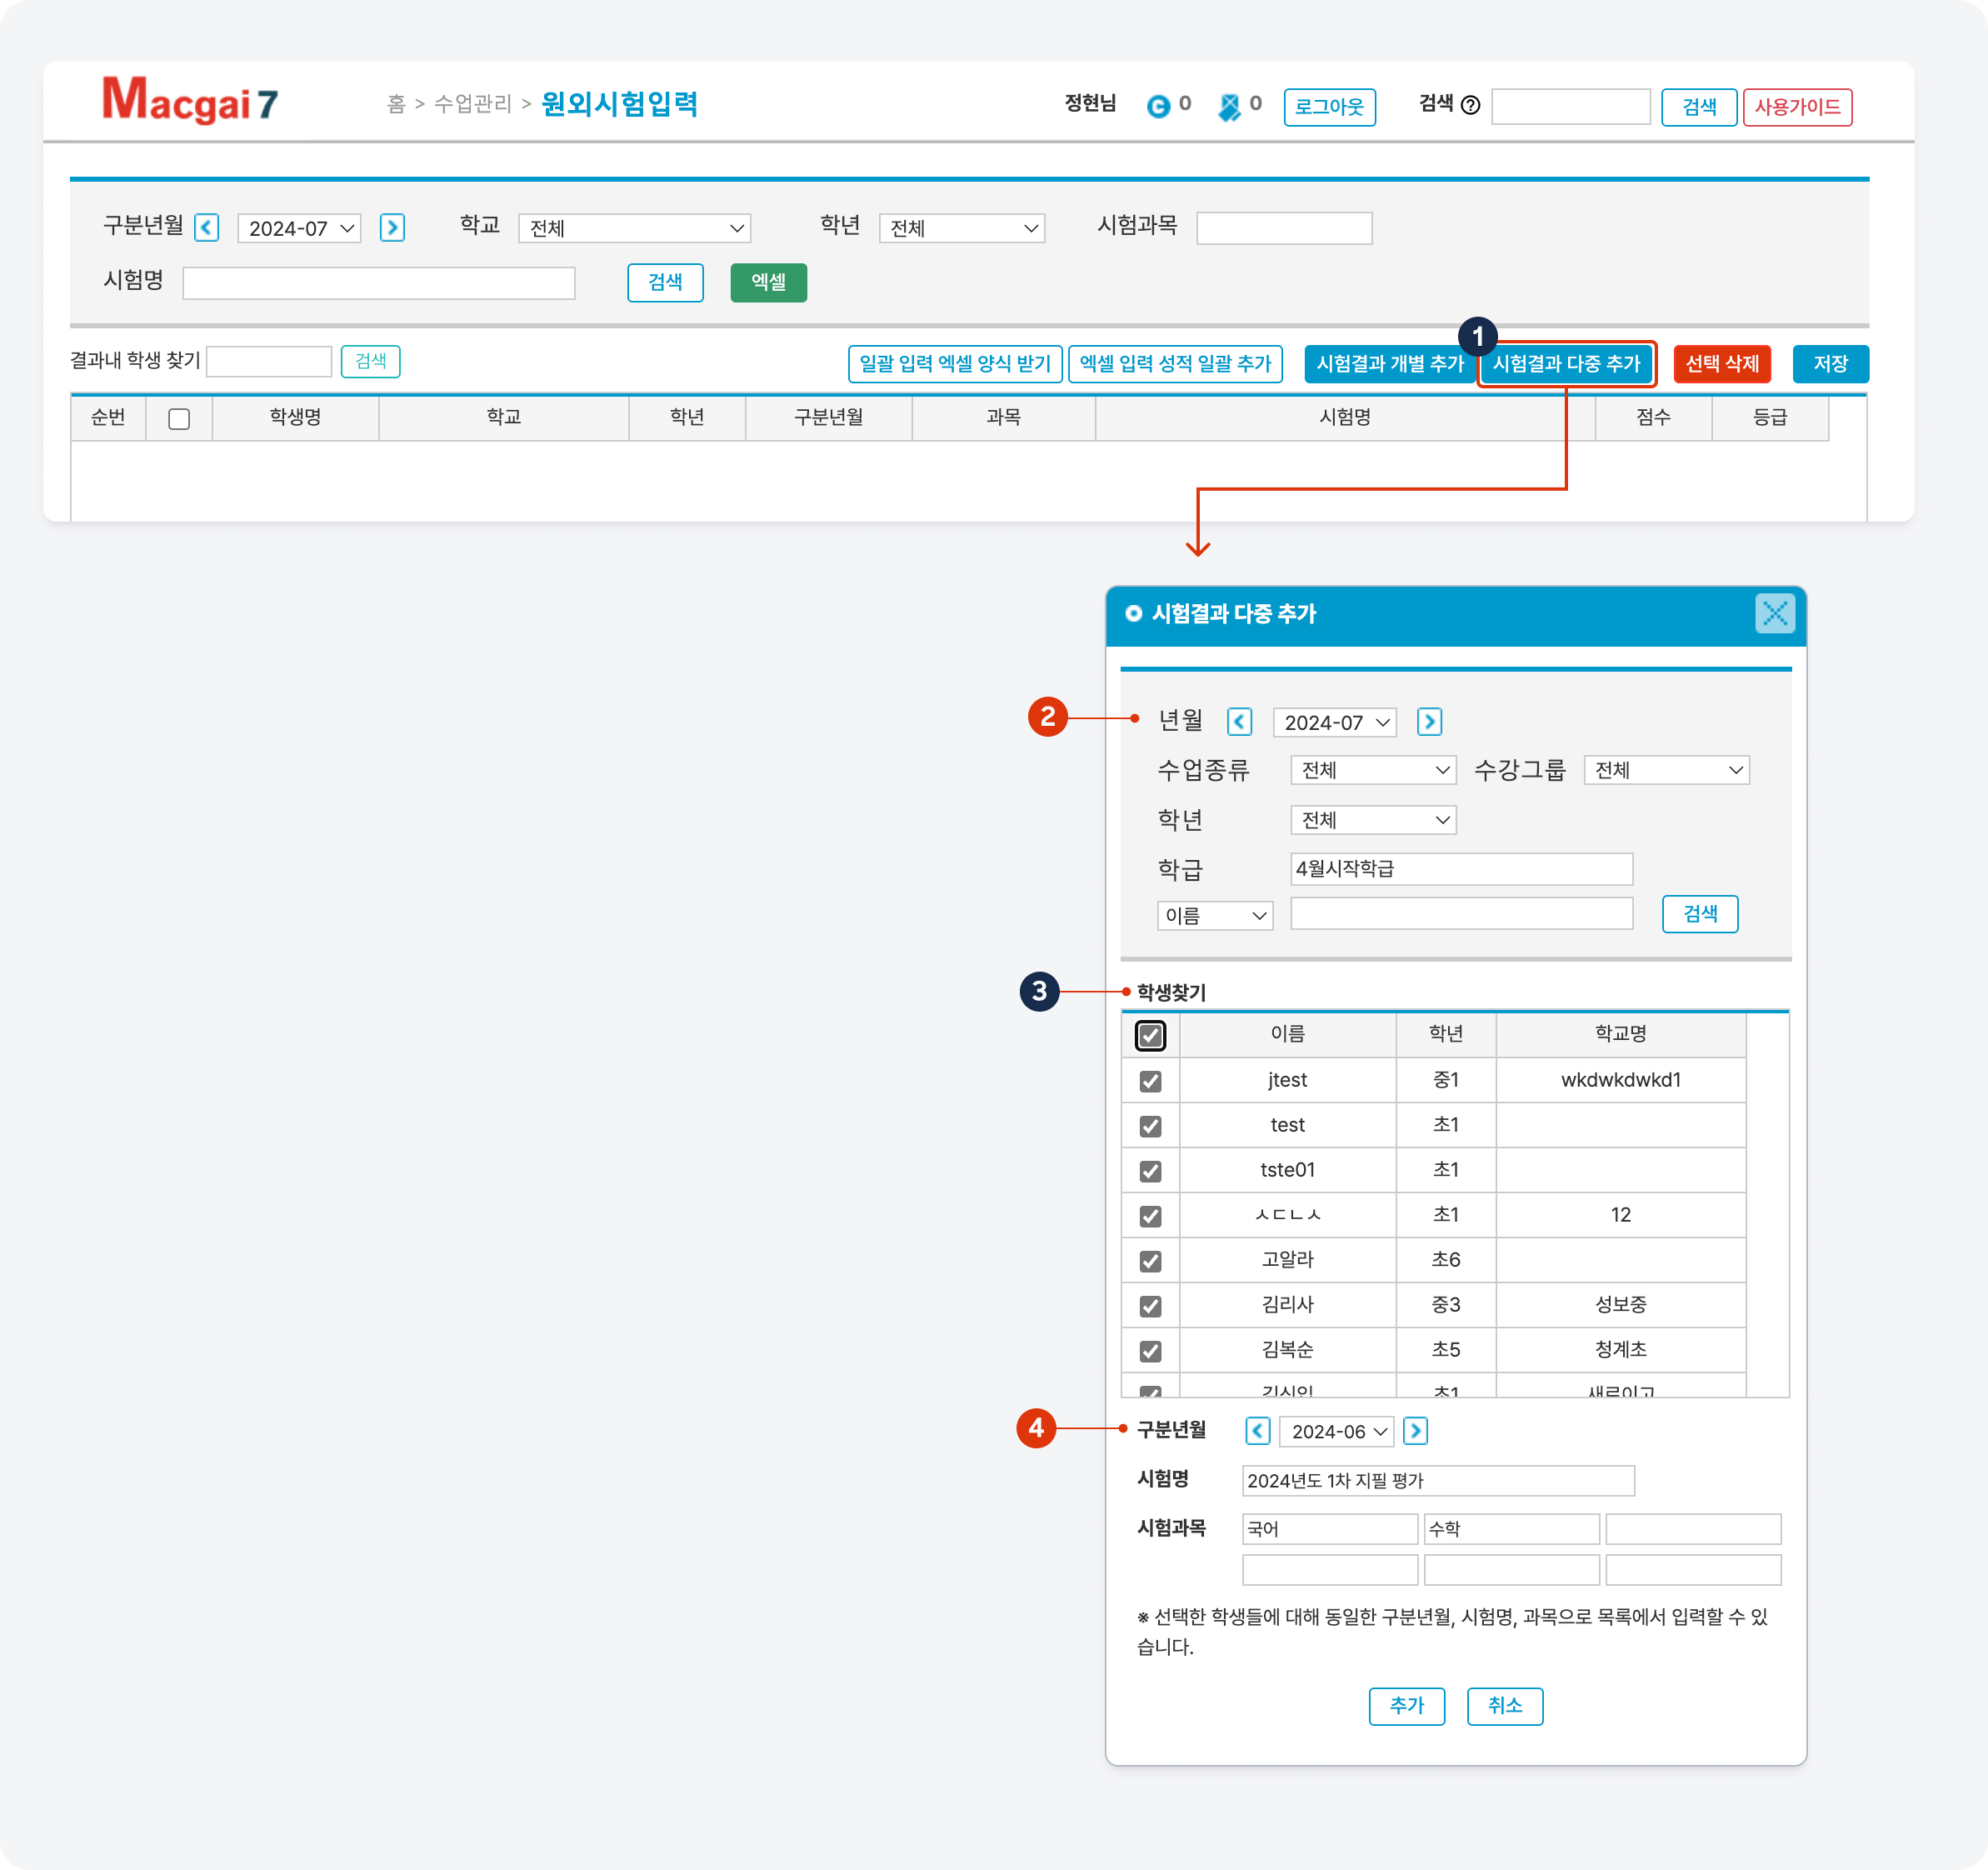 Macgai 7
홈 > 수업관리 > 원외시험입력
정현님 C 0 0 로그아웃 검색 ? 검색 사용가이드
구분년월 < 2024-07 > 학교 전체 학년 전체 시험과목
시험명 검색 엑셀
결과내 학생 찾기 검색 일괄 입력 엑셀 양식 받기 엑셀 입력 성적 일괄 추가 시험결과 개별 추가 1 시험결과 다중 추가 선택 삭제 저장
순번 학생명 학교 학년 구분년월 과목 시험명 점수 등급
시험결과 다중 추가
2 년월 < 2024-07 >
수업종류 전체 수강그룹 전체
학년 전체
학급 4월시작학급
이름 검색
3 학생찾기
이름 학년 학교명
jtest 중1 wkdwkdwkd1
test 초1
tste01 초1
ㅅㄷㄴㅅ 초1 12
고알라 초6
김리사 중3 성보중
김복순 초5 청계초
초1
4 구분년월 < 2024-06 >
시험명 2024년도 1차 지필 평가
시험과목 국어 수학
※ 선택한 학생들에 대해 동일한 구분년월, 시험명, 과목으로 목록에서 입력할 수 있
습니다.
추가 취소